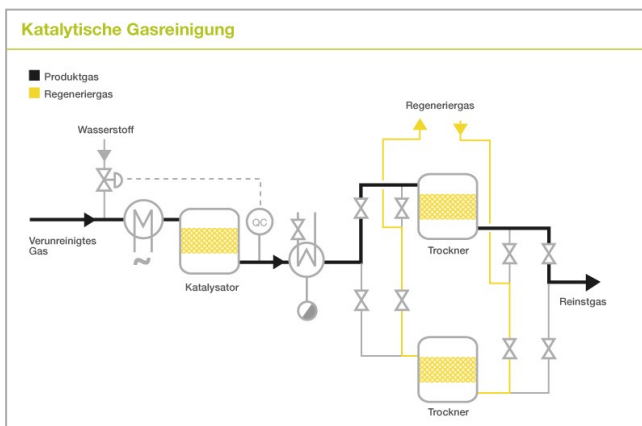 Katalytische Gasreinigung
Produktgas
Regeneriergas
Wasserstoff
Regeneriergas
M
QC
Verunreinigtes
Gas
Katalysator
Trockner
Reinstgas
Trockner